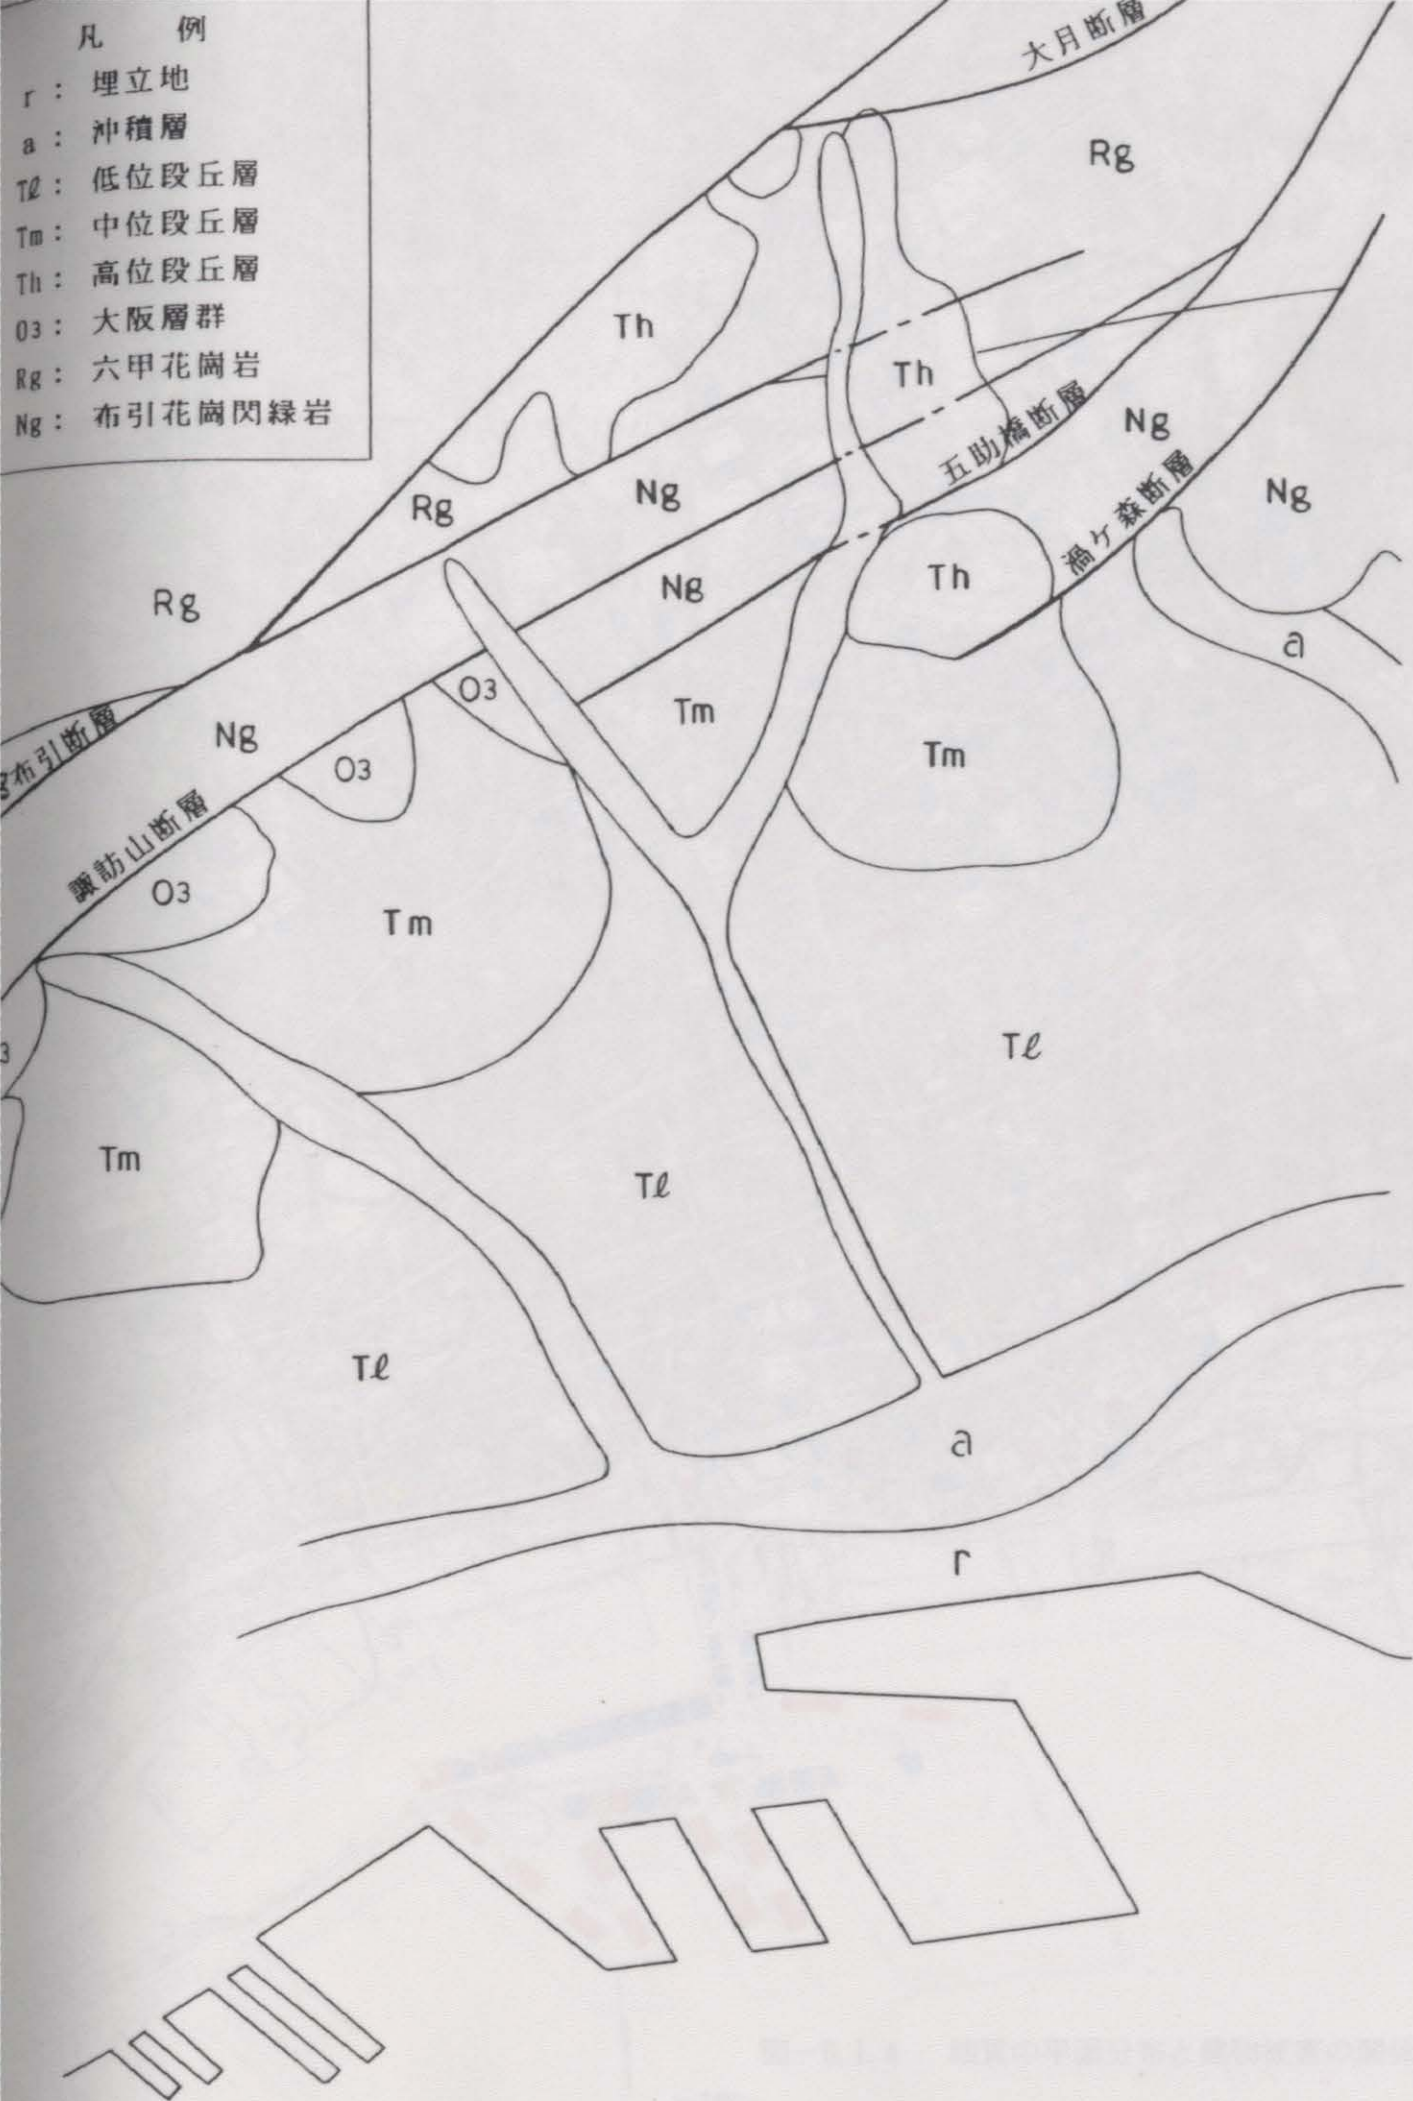 凡 例
r : 埋立地
a : 沖積層
Tℓ : 低位段丘層
Tm : 中位段丘層
Th : 高位段丘層
O3 : 大阪層群
Rg : 六甲花崗岩
Ng : 布引花崗閃緑岩
大月断層
Rg
Th
Th
五助橋断層
Ng
Rg
Ng
渦ケ森断層
Ng
Rg
Ng
Th
a
O3
Tm
布引断層
Ng
O3
Tm
諏訪山断層
O3
Tm
3
Tm
Tℓ
Tℓ
Tℓ
a
r